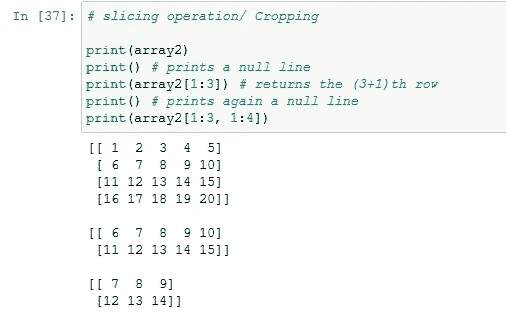 In [37]: # slicing operation/ Cropping
print(array2)
print() # prints a null line
print(array2[1:3]) # returns the (3+1)th row
print() # prints again a null line
print(array2[1:3, 1:4])
[[ 1  2  3  4  5]
 [ 6  7  8  9 10]
 [11 12 13 14 15]
 [16 17 18 19 20]]
[[ 6  7  8  9 10]
 [11 12 13 14 15]]
[[ 7  8  9]
 [12 13 14]]